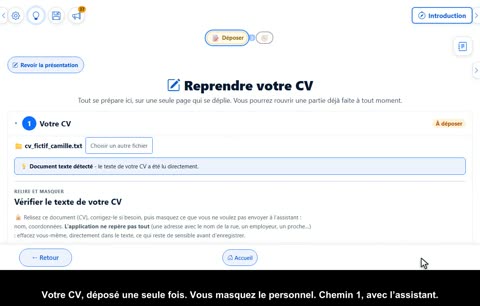 Introduction
Déposer
Revoir la présentation
Reprendre votre CV
Tout se prépare ici, sur une seule page qui se déplie. Vous pourrez rouvrir une partie déjà faite à tout moment.
1 Votre CV
À déposer
cv_fictif_camille.txt
Choisir un autre fichier
Document texte détecté - le texte de votre CV a été lu directement.
RELIRE ET MASQUER
Vérifier le texte de votre CV
Relisez ce document (CV), corrigez-le si besoin, puis masquez ce que vous ne voulez pas envoyer à l'assistant :
nom, coordonnées. L'application ne repère pas tout (une adresse avec le nom de la rue, un employeur, un proche...)
: effacez vous-même, directement dans le texte, ce qui reste de sensible avant d'enregistrer.
← Retour
Accueil
Votre CV, déposé une seule fois. Vous masquez le personnel. Chemin 1, avec l'assistant.